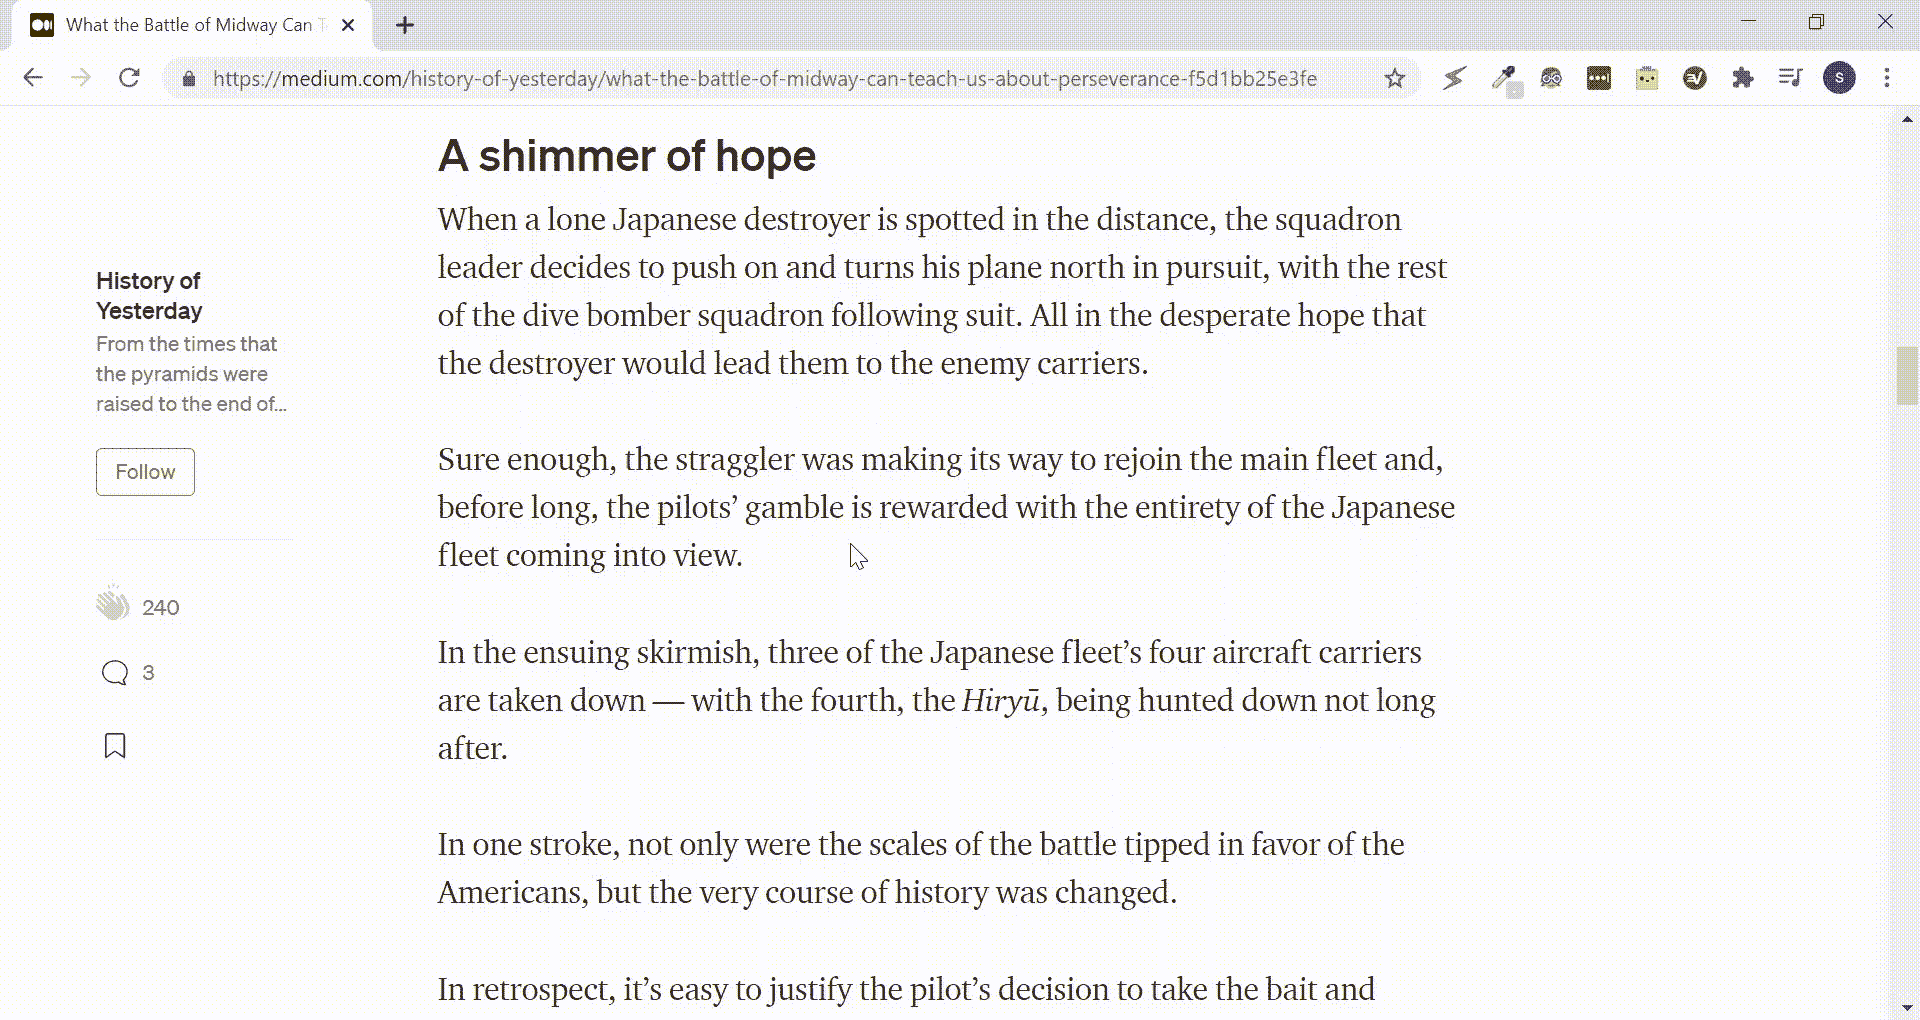 What the Battle of Midway Can T
https://medium.com/history-of-yesterday/what-the-battle-of-midway-can-teach-us-about-perseverance-f5d1bb25e3fe
S
A shimmer of hope
When a lone Japanese destroyer is spotted in the distance, the squadron
leader decides to push on and turns his plane north in pursuit, with the rest
of the dive bomber squadron following suit. All in the desperate hope that
the destroyer would lead them to the enemy carriers.
Sure enough, the straggler was making its way to rejoin the main fleet and,
before long, the pilots’ gamble is rewarded with the entirety of the Japanese
fleet coming into view.
In the ensuing skirmish, three of the Japanese fleet’s four aircraft carriers
are taken down — with the fourth, the Hiryū, being hunted down not long
after.
In one stroke, not only were the scales of the battle tipped in favor of the
Americans, but the very course of history was changed.
In retrospect, it’s easy to justify the pilot’s decision to take the bait and
History of
Yesterday
From the times that
the pyramids were
raised to the end of...
Follow
240
3